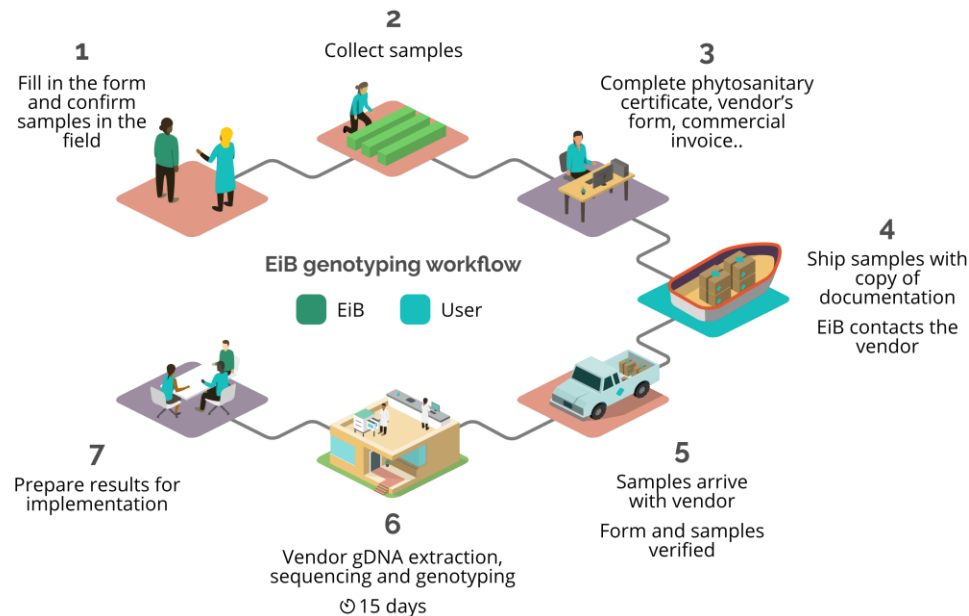 1
Fill in the form
and confirm
samples in the
field
2
Collect samples
3
Complete phytosanitary
certificate, vendor's
form, commercial
invoice..
4
Ship samples with
copy of
documentation
EiB contacts the
vendor
EiB genotyping workflow
EiB
User
5
Samples arrive
with vendor
Form and samples
verified
6
Vendor gDNA extraction,
sequencing and genotyping
15 days
7
Prepare results for
implementation